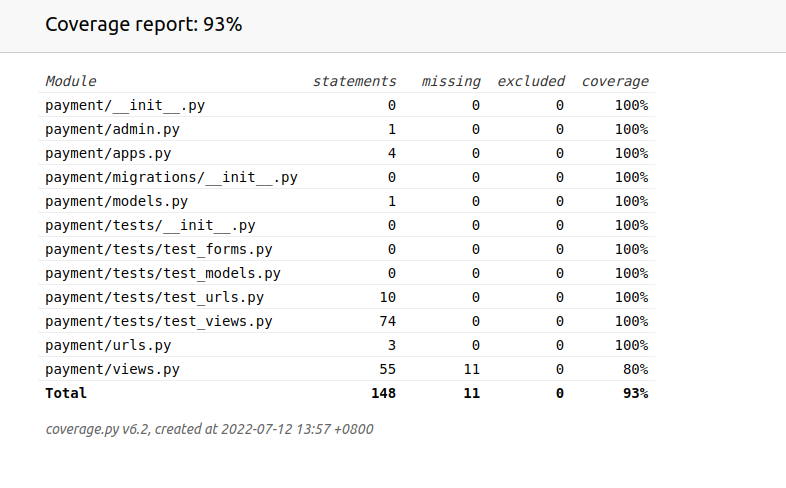 Coverage report: 93%
Module statements missing excluded coverage
payment/__init__.py 0 0 0 100%
payment/admin.py 1 0 0 100%
payment/apps.py 4 0 0 100%
payment/migrations/__init__.py 0 0 0 100%
payment/models.py 1 0 0 100%
payment/tests/__init__.py 0 0 0 100%
payment/tests/test_forms.py 0 0 0 100%
payment/tests/test_models.py 0 0 0 100%
payment/tests/test_urls.py 10 0 0 100%
payment/tests/test_views.py 74 0 0 100%
payment/urls.py 3 0 0 100%
payment/views.py 55 11 0 80%
Total 148 11 0 93%
coverage.py v6.2, created at 2022-07-12 13:57 +0800